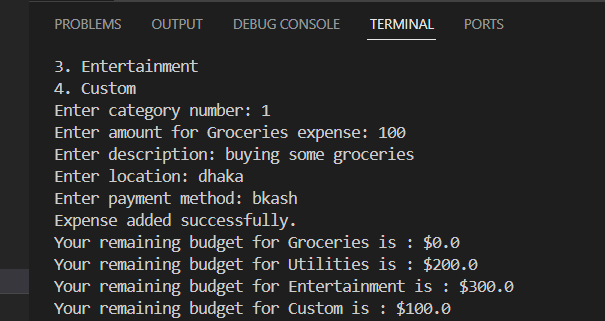 PROBLEMS OUTPUT DEBUG CONSOLE TERMINAL PORTS
3. Entertainment
4. Custom
Enter category number: 1
Enter amount for Groceries expense: 100
Enter description: buying some groceries
Enter location: dhaka
Enter payment method: bkash
Expense added successfully.
Your remaining budget for Groceries is : $0.0
Your remaining budget for Utilities is : $200.0
Your remaining budget for Entertainment is : $300.0
Your remaining budget for Custom is : $100.0